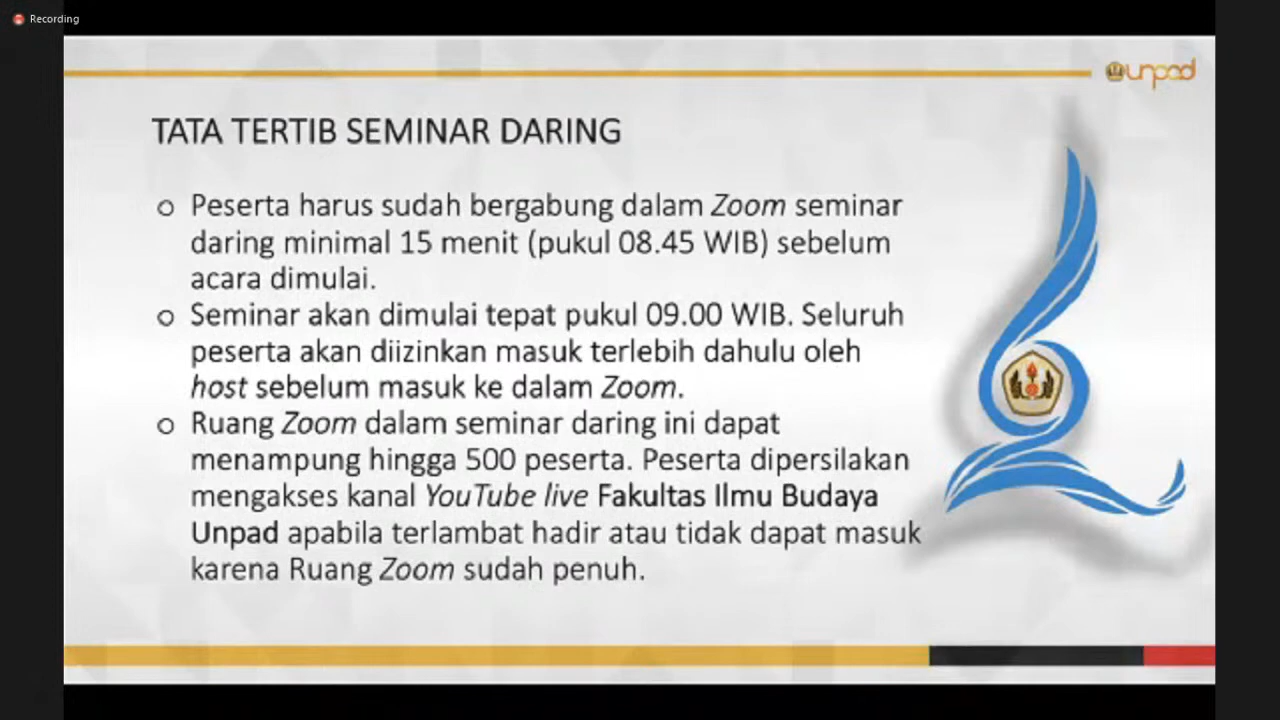 Recording
unpad
TATA TERTIB SEMINAR DARING
o Peserta harus sudah bergabung dalam Zoom seminar
daring minimal 15 menit (pukul 08.45 WIB) sebelum
acara dimulai.
o Seminar akan dimulai tepat pukul 09.00 WIB. Seluruh
peserta akan diizinkan masuk terlebih dahulu oleh
host sebelum masuk ke dalam Zoom.
o Ruang Zoom dalam seminar daring ini dapat
menampung hingga 500 peserta. Peserta dipersilakan
mengakses kanal YouTube live Fakultas Ilmu Budaya
Unpad apabila terlambat hadir atau tidak dapat masuk
karena Ruang Zoom sudah penuh.